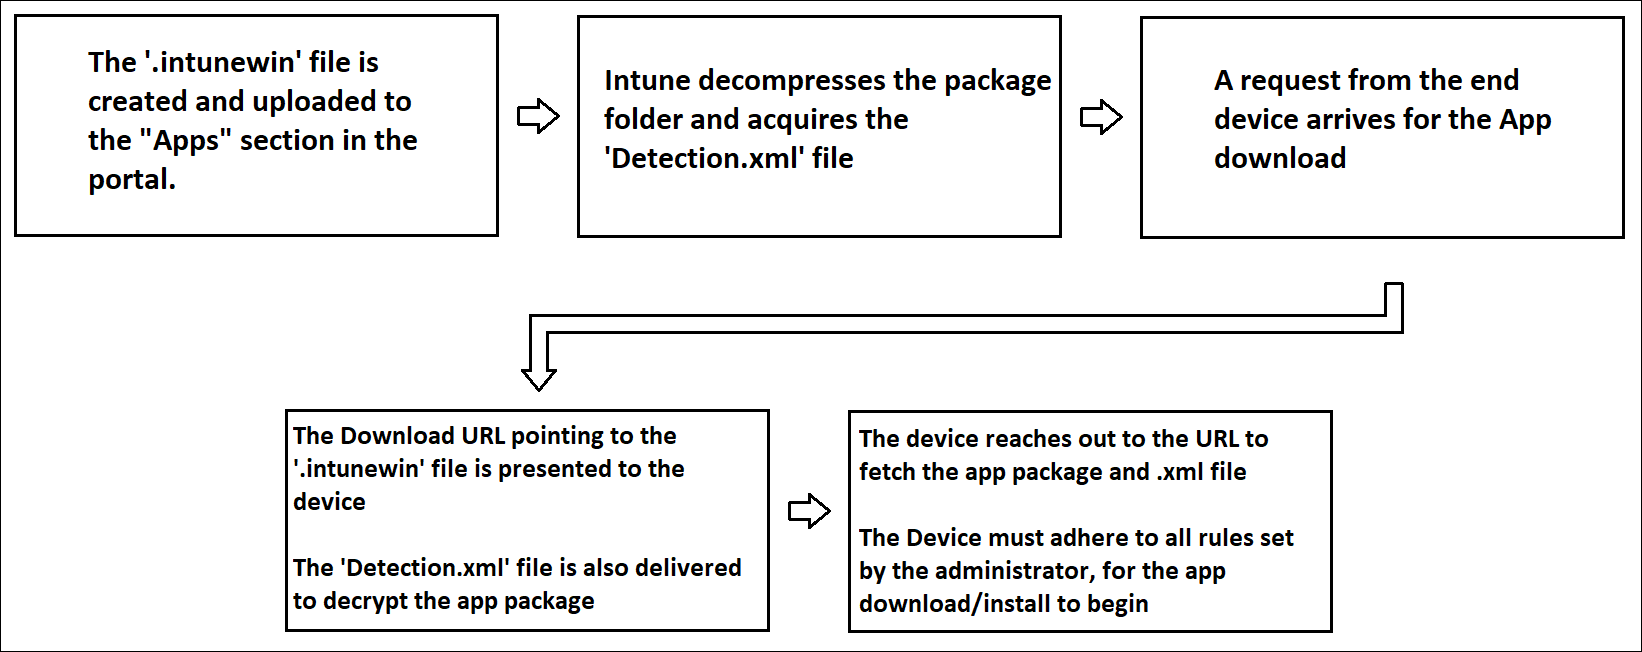 The '.intunewin' file is
created and uploaded to
the "Apps" section in the
portal.
Intune decompresses the package
folder and acquires the
'Detection.xml' file
A request from the end
device arrives for the App
download
The Download URL pointing to the
'.intunewin' file is presented to the
device
The 'Detection.xml' file is also delivered
to decrypt the app package
The device reaches out to the URL to
fetch the app package and .xml file
The Device must adhere to all rules set
by the administrator, for the app
download/install to begin